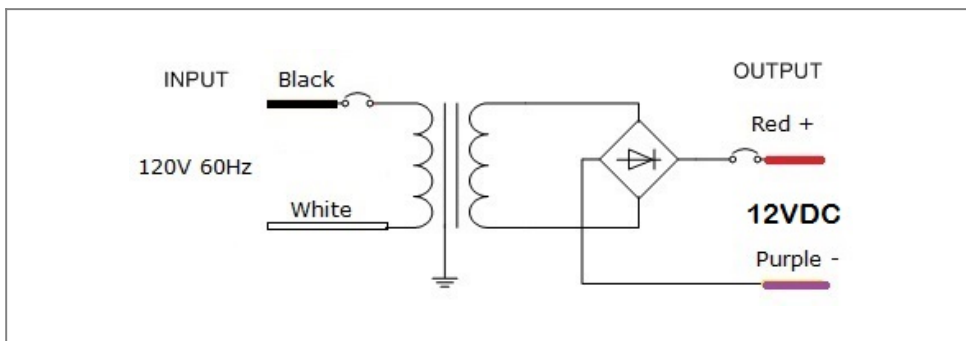 INPUT
Black
OUTPUT
Red +
120V 60Hz
White
12VDC
Purple -